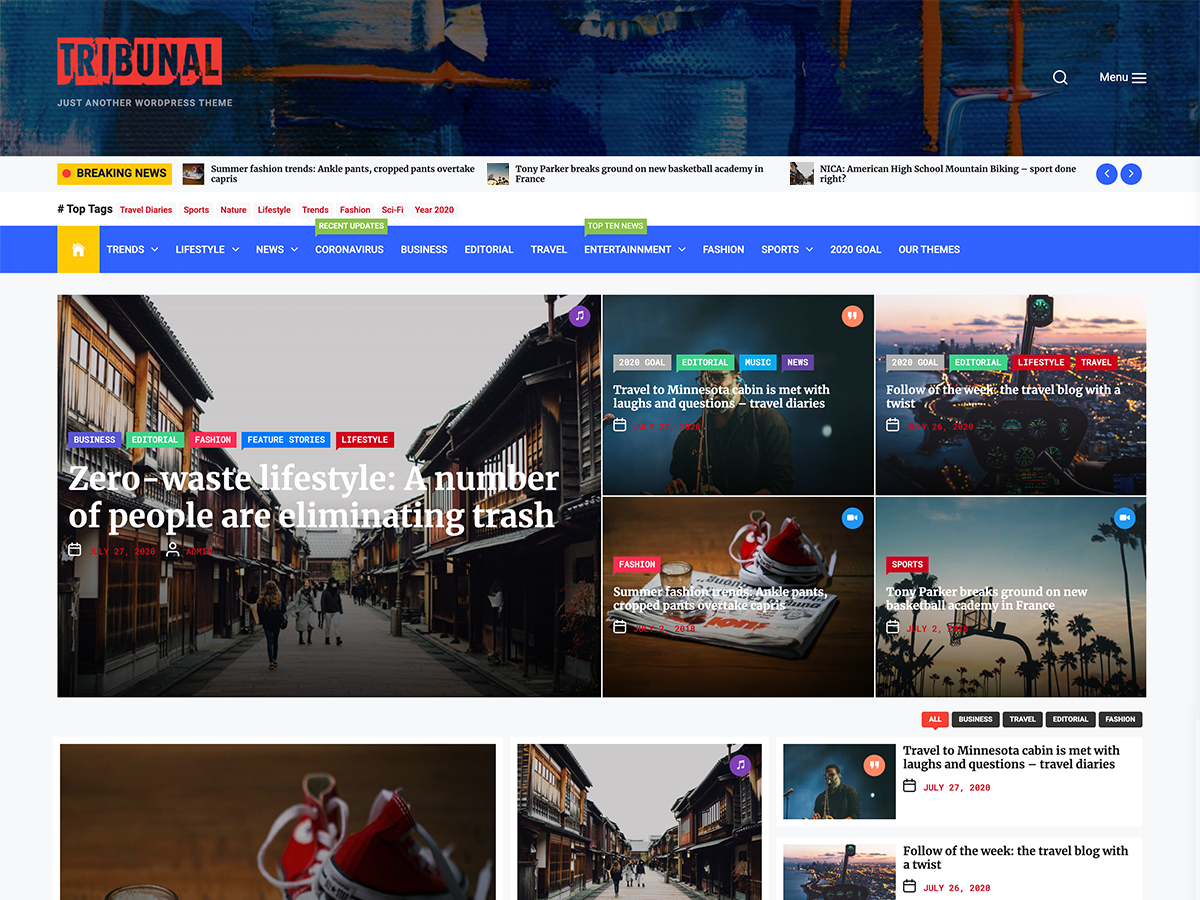 TRIBUNAL
JUST ANOTHER WORDPRESS THEME
Menu
BREAKING NEWS
Summer fashion trends: Ankle pants, cropped pants overtake
capris
Tony Parker breaks ground on new basketball academy in
France
NICA: American High School Mountain Biking – sport done
right?
# Top Tags Travel Diaries Sports Nature Lifestyle Trends Fashion Sci-Fi Year 2020
RECENT UPDATES
TOP TEN NEWS
TRENDS LIFESTYLE NEWS CORONAVIRUS BUSINESS EDITORIAL TRAVEL ENTERTAINNMENT FASHION SPORTS 2020 GOAL OUR THEMES
BUSINESS EDITORIAL FASHION FEATURE STORIES LIFESTYLE
Zero-waste lifestyle: A number
of people are eliminating trash
JULY 27, 2020 ADMIN
2020 GOAL EDITORIAL MUSIC NEWS
Travel to Minnesota cabin is met with
laughs and questions – travel diaries
JULY 27, 2020
2020 GOAL EDITORIAL LIFESTYLE TRAVEL
Follow of the week: the travel blog with a
twist
JULY 26, 2020
FASHION
Summer fashion trends: Ankle pants,
cropped pants overtake capris
JULY 2, 2018
SPORTS
Tony Parker breaks ground on new
basketball academy in France
JULY 2,
ALL BUSINESS TRAVEL EDITORIAL FASHION
Travel to Minnesota cabin is met with
laughs and questions – travel diaries
JULY 27, 2020
Follow of the week: the travel blog with
a twist
JULY 26, 2020